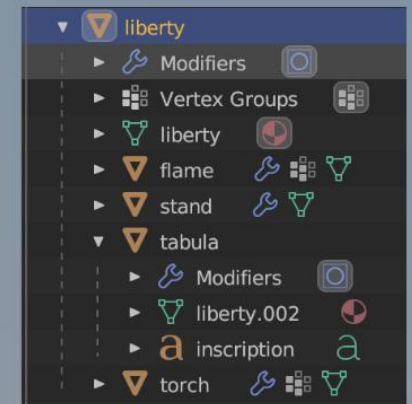 liberty
Modifiers
Vertex Groups
liberty
flame
stand
tabula
Modifiers
liberty.002
inscription
torch